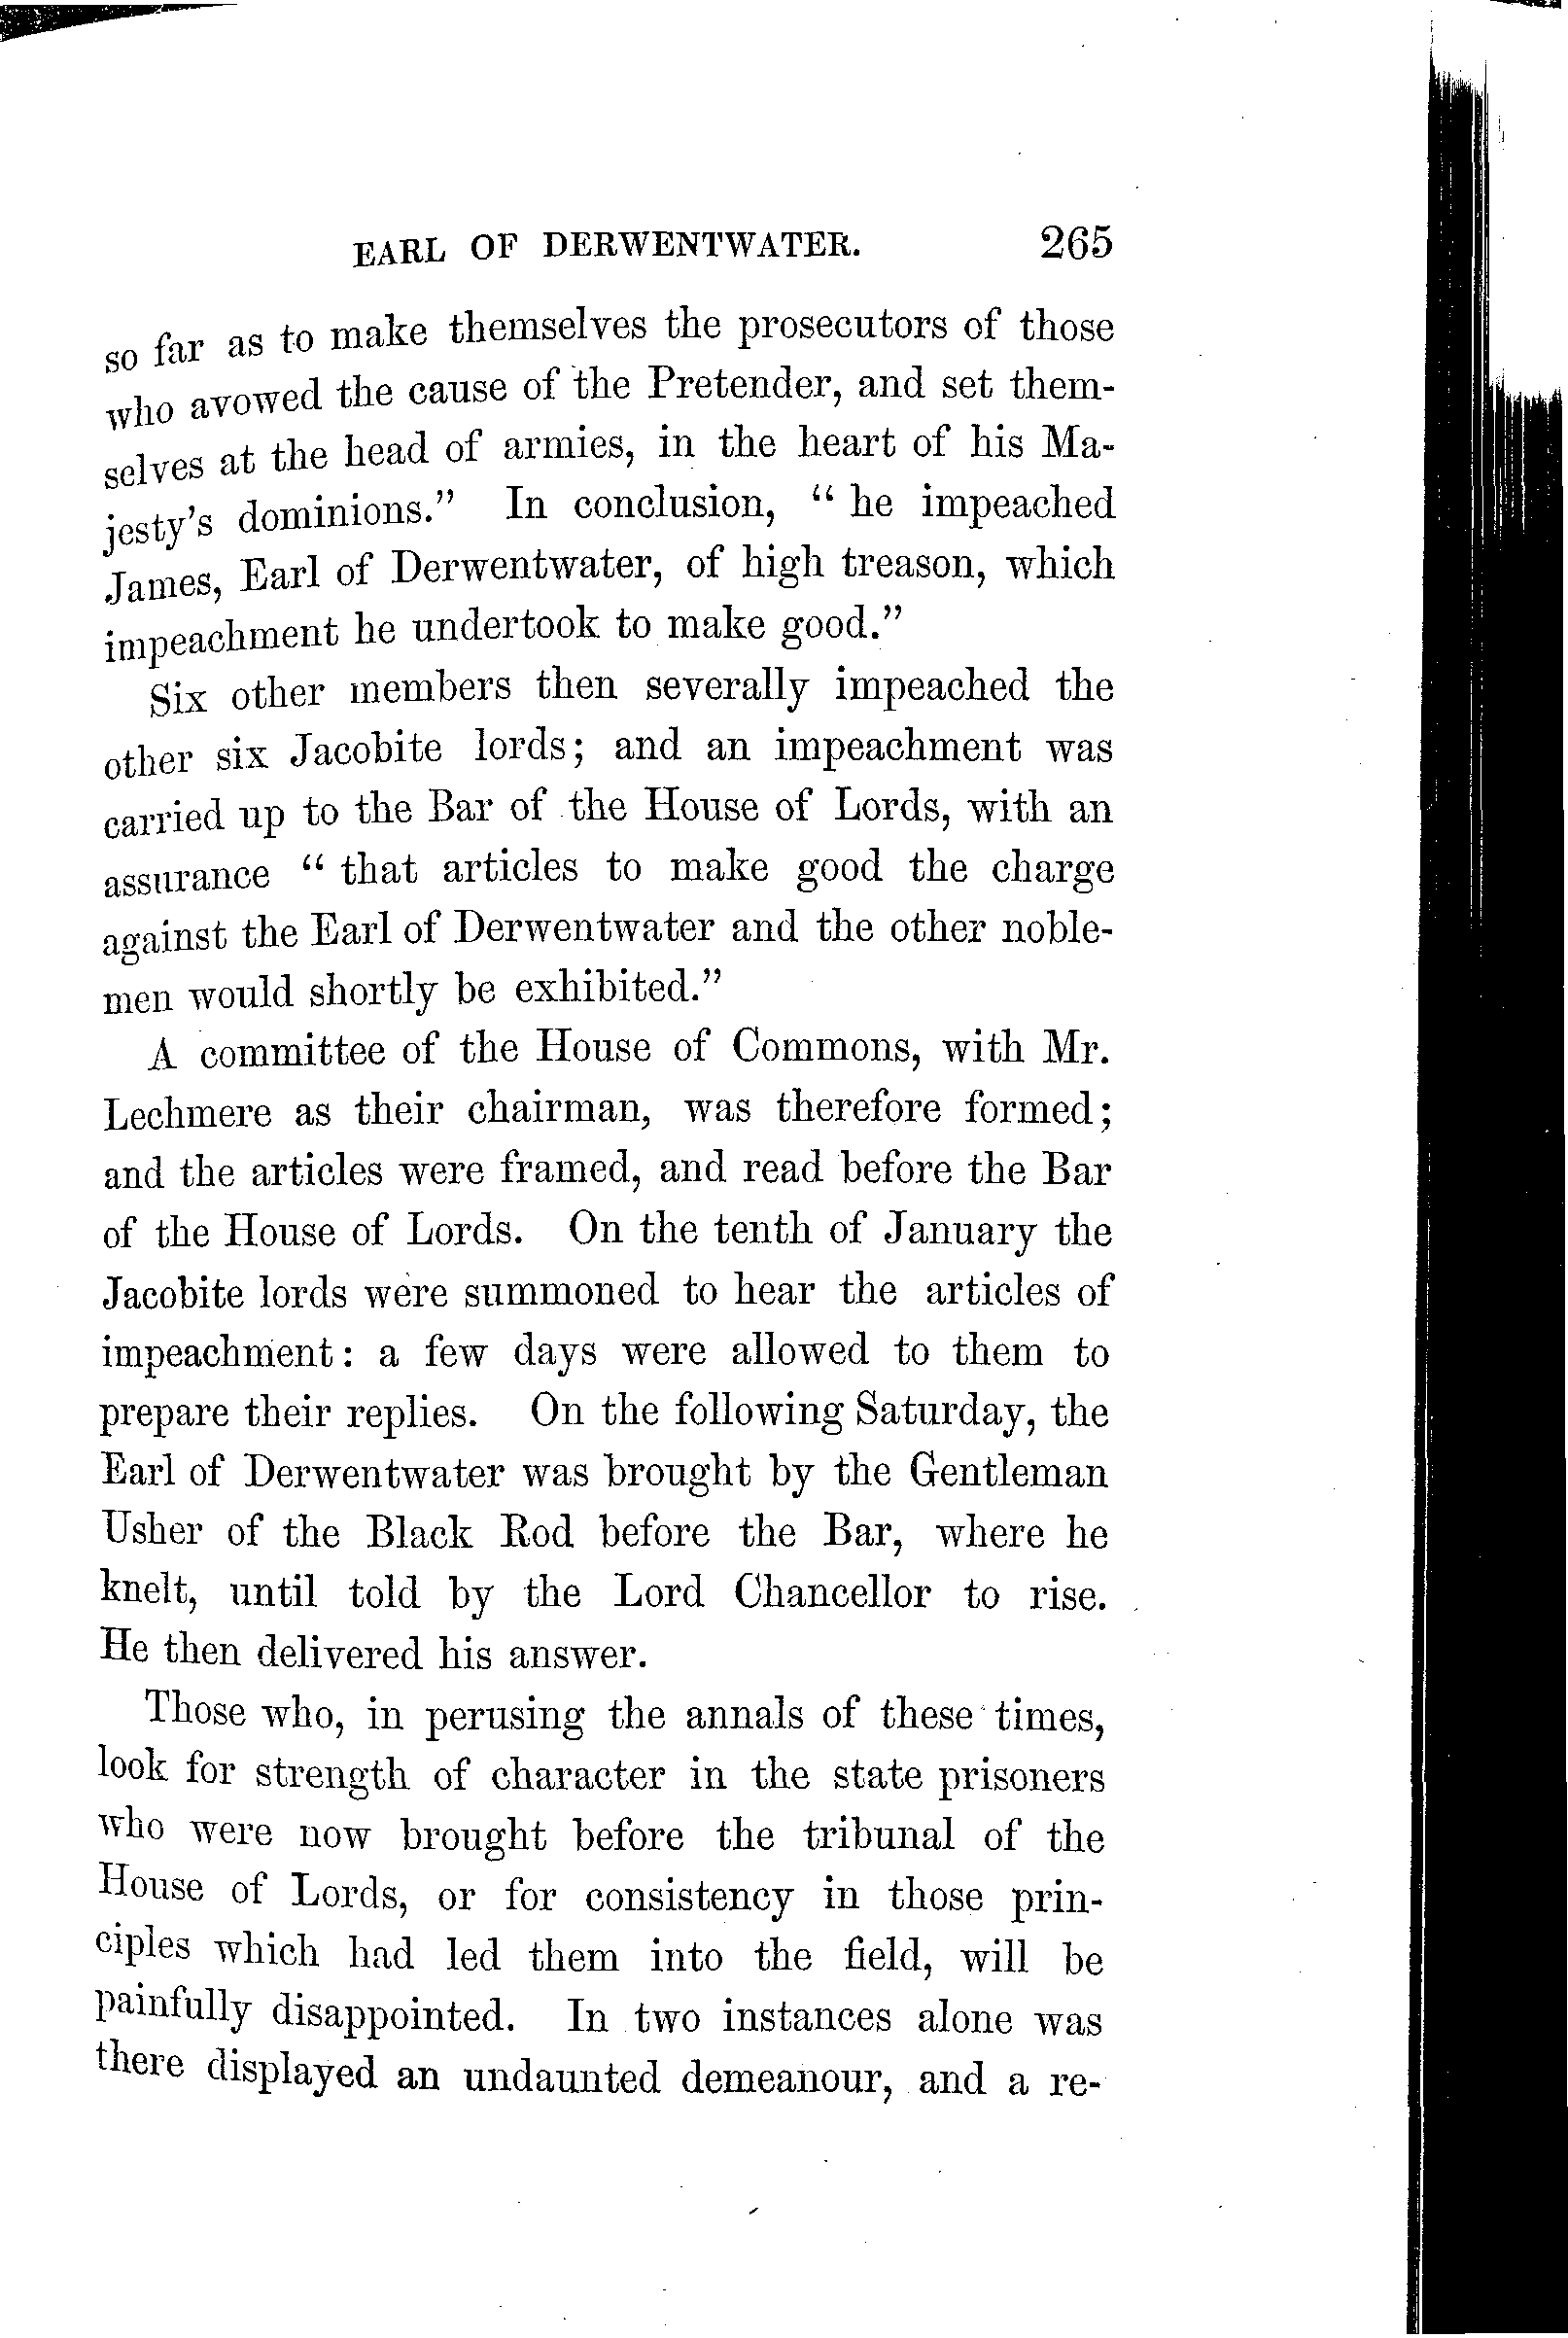 EARL OF DERWENTWATER. 265
so far as to make themselves the prosecutors of those
who avowed the cause of the Pretender, and set them-
selves at the head of armies, in the heart of his Ma-
jesty's dominions." In conclusion, " he impeached
James, Earl of Derwentwater, of high treason, which
impeachment he undertook to make good."
Six other members then severally impeached the
other six Jacobite lords; and an impeachment was
carried up to the Bar of the House of Lords, with an
assurance " that articles to make good the charge
against the Earl of Derwentwater and the other noble-
men would shortly be exhibited."
A committee of the House of Commons, with Mr.
Lechmere as their chairman, was therefore formed;
and the articles were framed, and read before the Bar
of the House of Lords. On the tenth of January the
Jacobite lords were summoned to hear the articles of
impeachment: a few days were allowed to them to
prepare their replies. On the following Saturday, the
Earl of Derwentwater was brought by the Gentleman
Usher of the Black Rod before the Bar, where he
knelt, until told by the Lord Chancellor to rise.
He then delivered his answer.
Those who, in perusing the annals of these times,
look for strength of character in the state prisoners
who were now brought before the tribunal of the
House of Lords, or for consistency in those prin-
ciples which had led them into the field, will be
painfully disappointed. In two instances alone was
there displayed an undaunted demeanour, and a re-